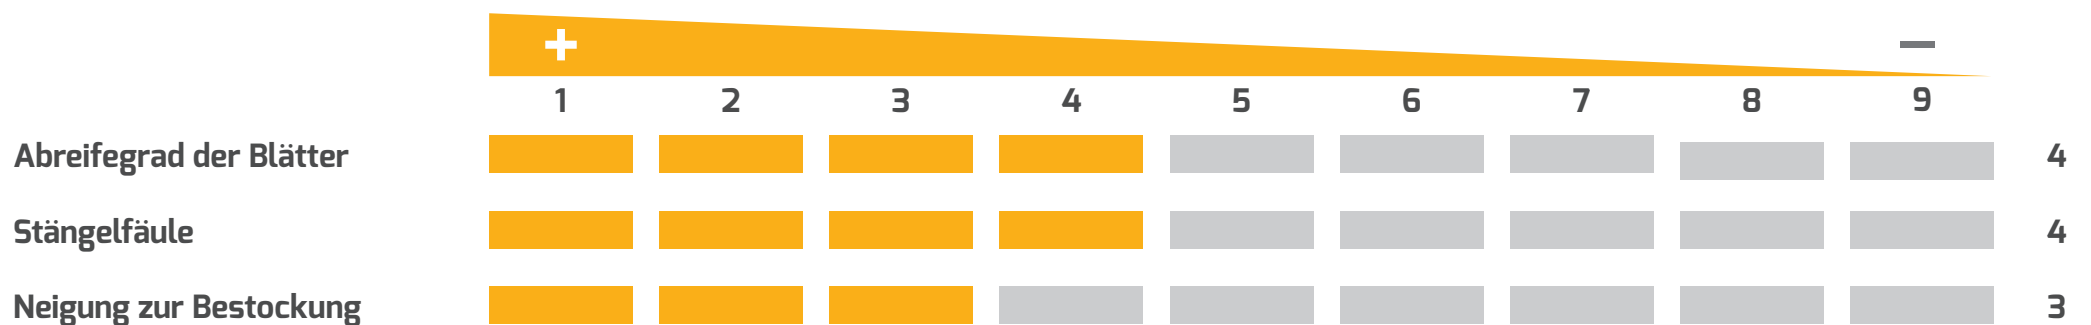 + −
1 2 3 4 5 6 7 8 9
Abreifegrad der Blätter 4
Stängelfäule 4
Neigung zur Bestockung 3